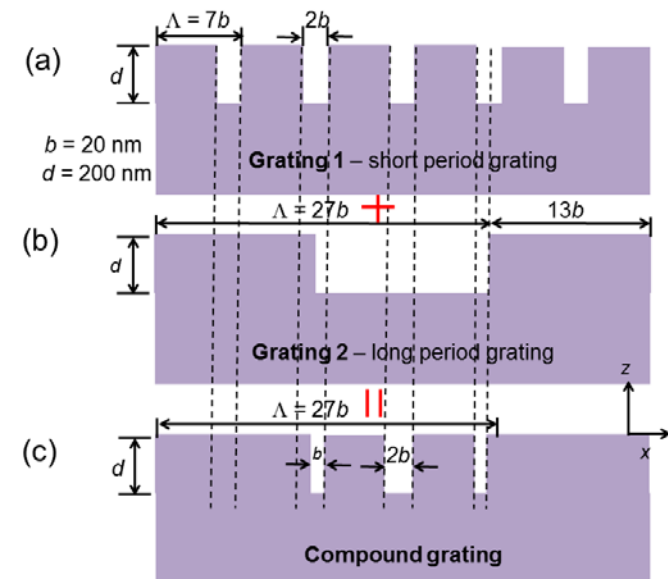 Λ = 7b
2b
(a)
d
b = 20 nm
d = 200 nm
Grating 1 – short period grating
+
Λ = 27b
13b
(b)
d
Grating 2 – long period grating
=
Λ = 27b
z
x
(c)
d
b
2b
Compound grating